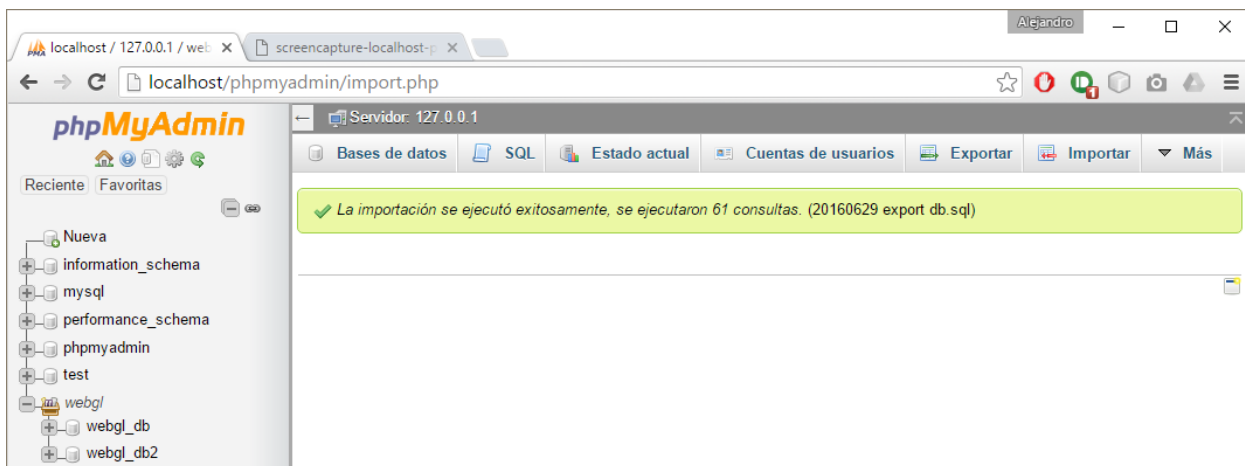 Alejandro
localhost / 127.0.0.1 / web
screencapture-localhost-p
localhost/phpmyadmin/import.php
1
phpMyAdmin
Reciente Favoritas
Nueva
information_schema
mysql
performance_schema
phpmyadmin
test
webgl
webgl_db
webgl_db2
Servidor: 127.0.0.1
Bases de datos SQL Estado actual Cuentas de usuarios Exportar Importar Más
La importación se ejecutó exitosamente, se ejecutaron 61 consultas. (20160629 export db.sql)